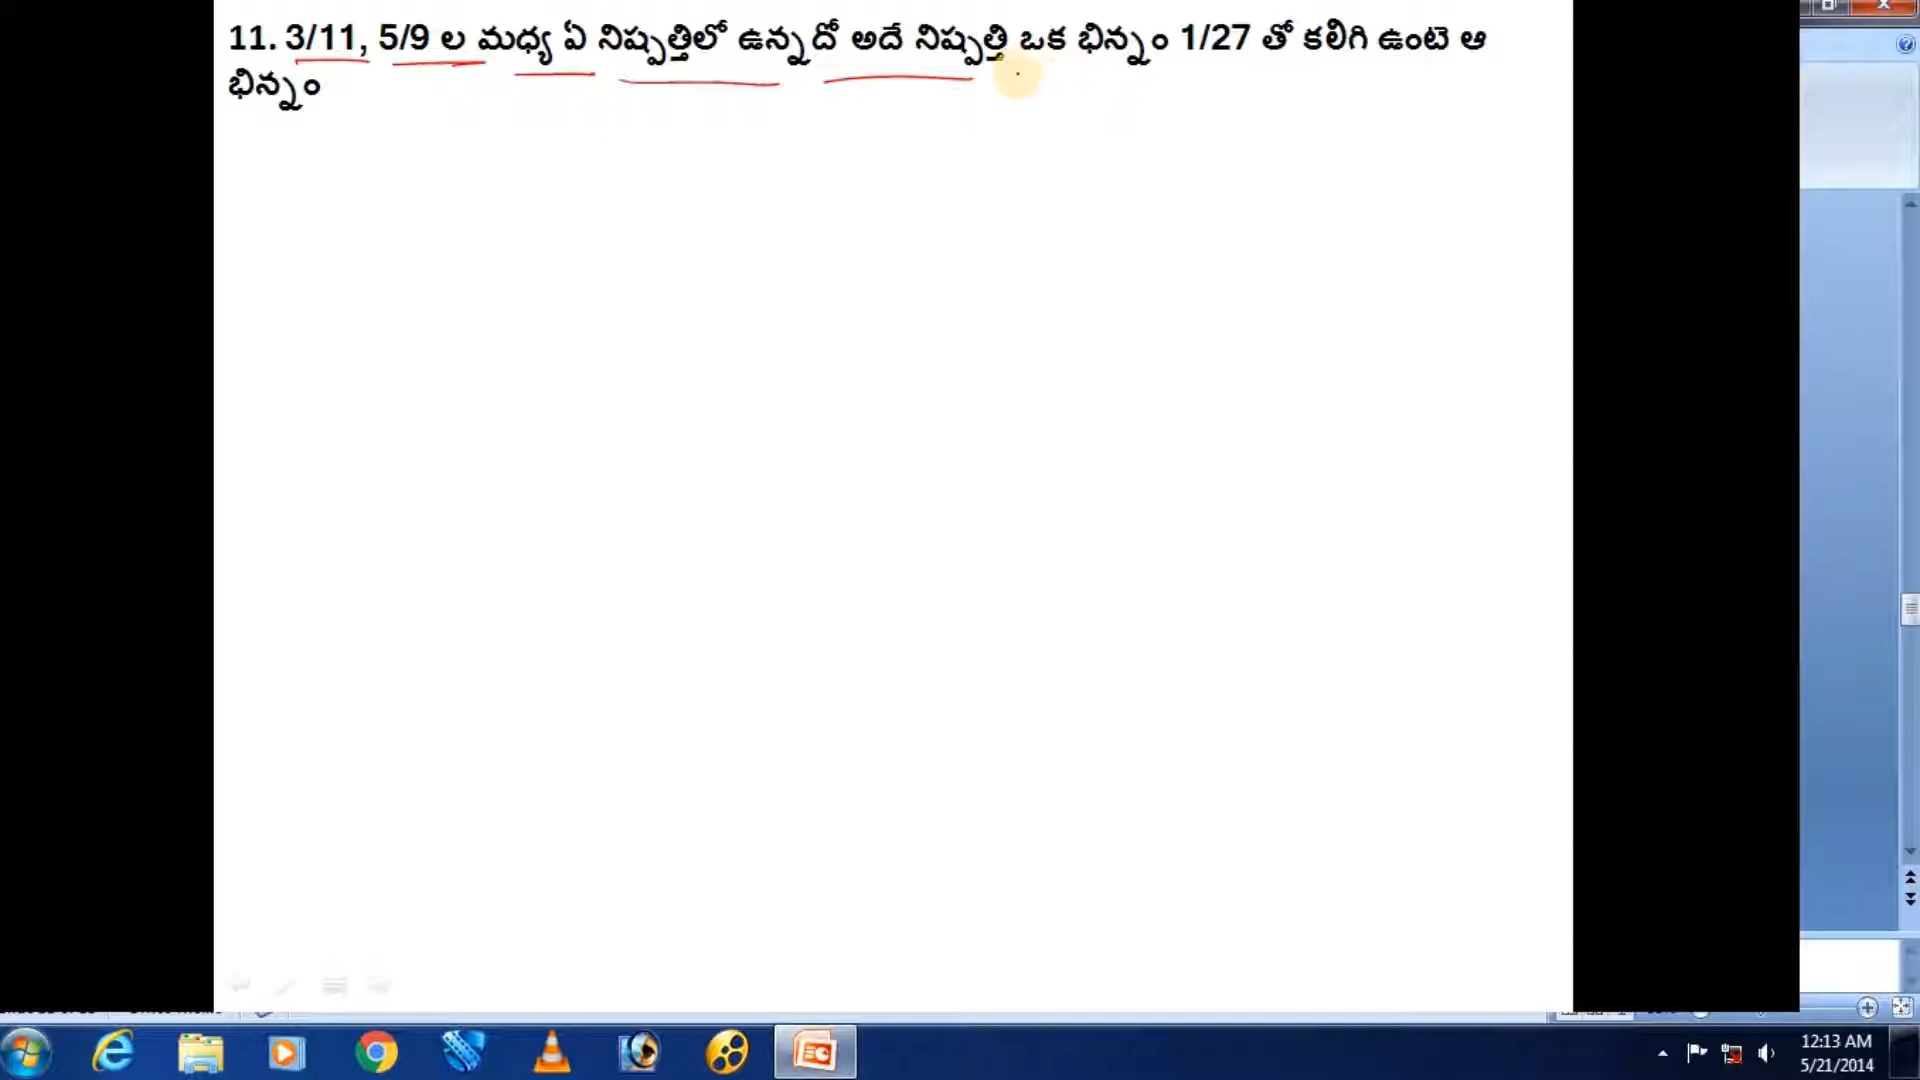 11. 3/11, 5/9 ల మధ్య ఏ నిష్పత్తిలో ఉన్నదో అదే నిష్పత్తి ఒక భిన్నం 1/27 తో కలిగి ఉంటె ఆ
భిన్నం
12:13 AM
5/21/2014